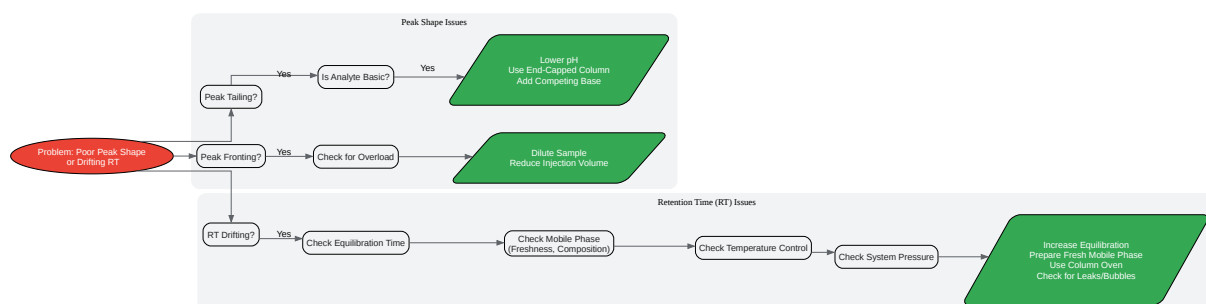 Peak Shape Issues
Lower pH
Use End-Capped Column
Add Competing Base
Yes
Is Analyte Basic?
Yes
Peak Tailing?
Problem: Poor Peak Shape
or Drifting RT
Peak Fronting?
Yes
Check for Overload
Dilute Sample
Reduce Injection Volume
Retention Time (RT) Issues
RT Drifting?
Yes
Check Equilibration Time
Check Mobile Phase
(Freshness, Composition)
Check Temperature Control
Check System Pressure
Increase Equilibration
Prepare Fresh Mobile Phase
Use Column Oven
Check for Leaks/Bubbles